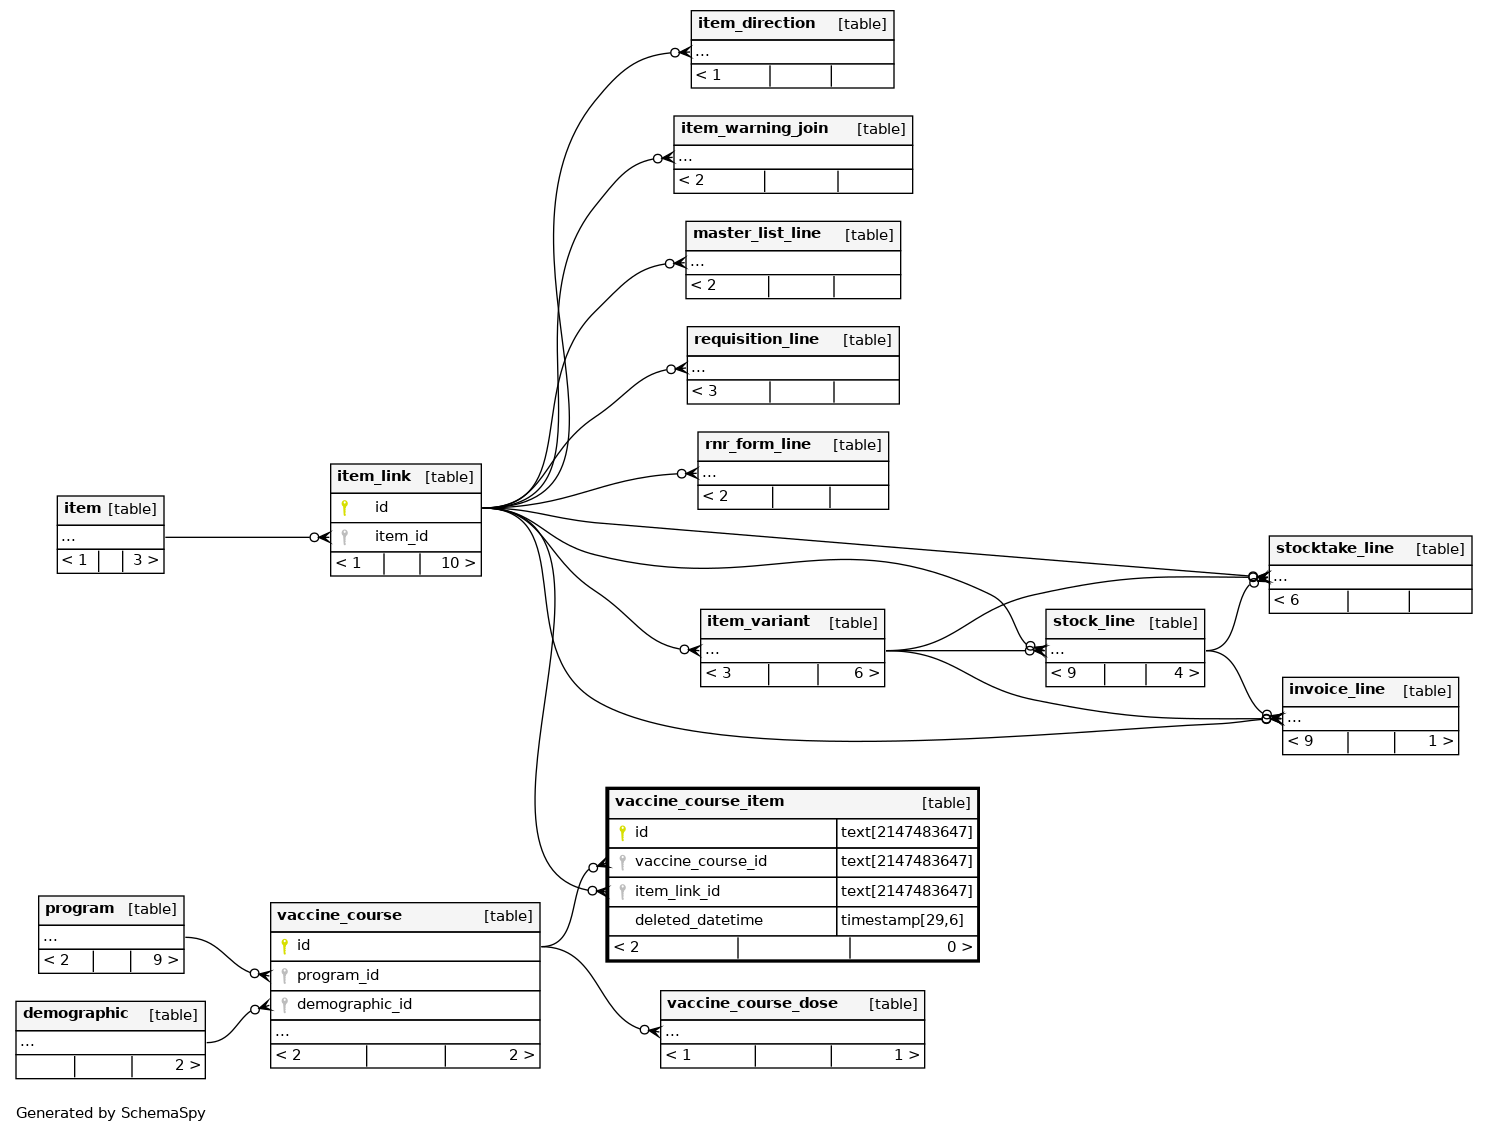 item_direction [table]
...
< 1
item_warning_join [table]
...
< 2
master_list_line [table]
...
< 2
requisition_line [table]
...
< 3
rnr_form_line [table]
...
< 2
item_link [table]
id
item_id
< 1 10 >
item [table]
...
< 1 3 >
stocktake_line [table]
...
< 6
item_variant [table]
...
< 3 6 >
stock_line [table]
...
< 9 4 >
invoice_line [table]
...
< 9 1 >
vaccine_course_item [table]
id text[2147483647]
vaccine_course_id text[2147483647]
item_link_id text[2147483647]
deleted_datetime timestamp[29,6]
< 2 0 >
program [table]
...
< 2 9 >
vaccine_course [table]
id
program_id
demographic_id
...
< 2 2 >
demographic [table]
...
2 >
vaccine_course_dose [table]
...
< 1 1 >
Generated by SchemaSpy